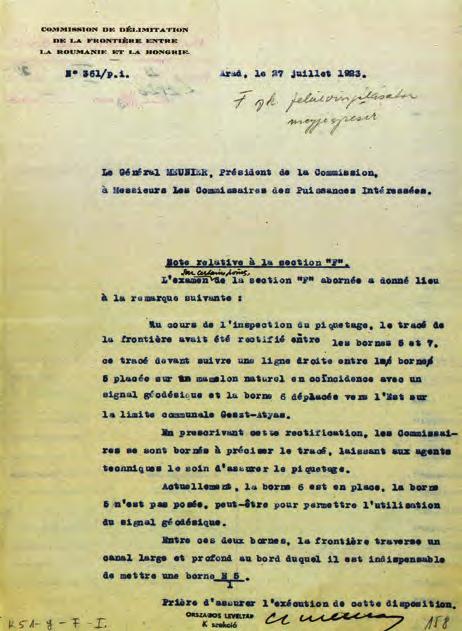 COMMISSION DE DÉLIMITATION
DE LA FRONTIÈRE ENTRE
LA ROUMANIE ET LA HONGRIE.
N° 361/p.i.
Arad, le 27 juillet 1923.
F
Le Général MEUNIER, Président de la Commission,
à Messieurs les Commissaires des Puissances Intéressées.
Note relative à la section "F".
L'examen de la section "F" abornée a donné lieu
à la remarque suivante :
Au cours de l'inspection du piquetage, le tracé de
la frontière avait été rectifié entre les bornes 5 et 7,
ce tracé devant suivre une ligne droite entre la borne
5 placée sur un mamelon naturel en coïncidence avec un
signal géodésique et la borne 6 déplacée vers l'Est sur
la limite communale Geszt-Atyas.
En prescrivant cette rectification, les Commissai-
res se sont bornés à préciser le tracé, laissant aux agents
techniques le soin d'assurer le piquetage.
Actuellement, la borne 6 est en place, la borne
5 n'est pas posée, peut-être pour permettre l'utilisation
du signal géodésique.
Entre ces deux bornes, la frontière traverse un
canal large et profond au bord duquel il est indispensable
de mettre une borne N 5.
1
Prière d'assurer l'exécution de cette disposition.
ORSZÁGOS LEVÉLTÁR
K szekció
K 51-g-F-I.
158